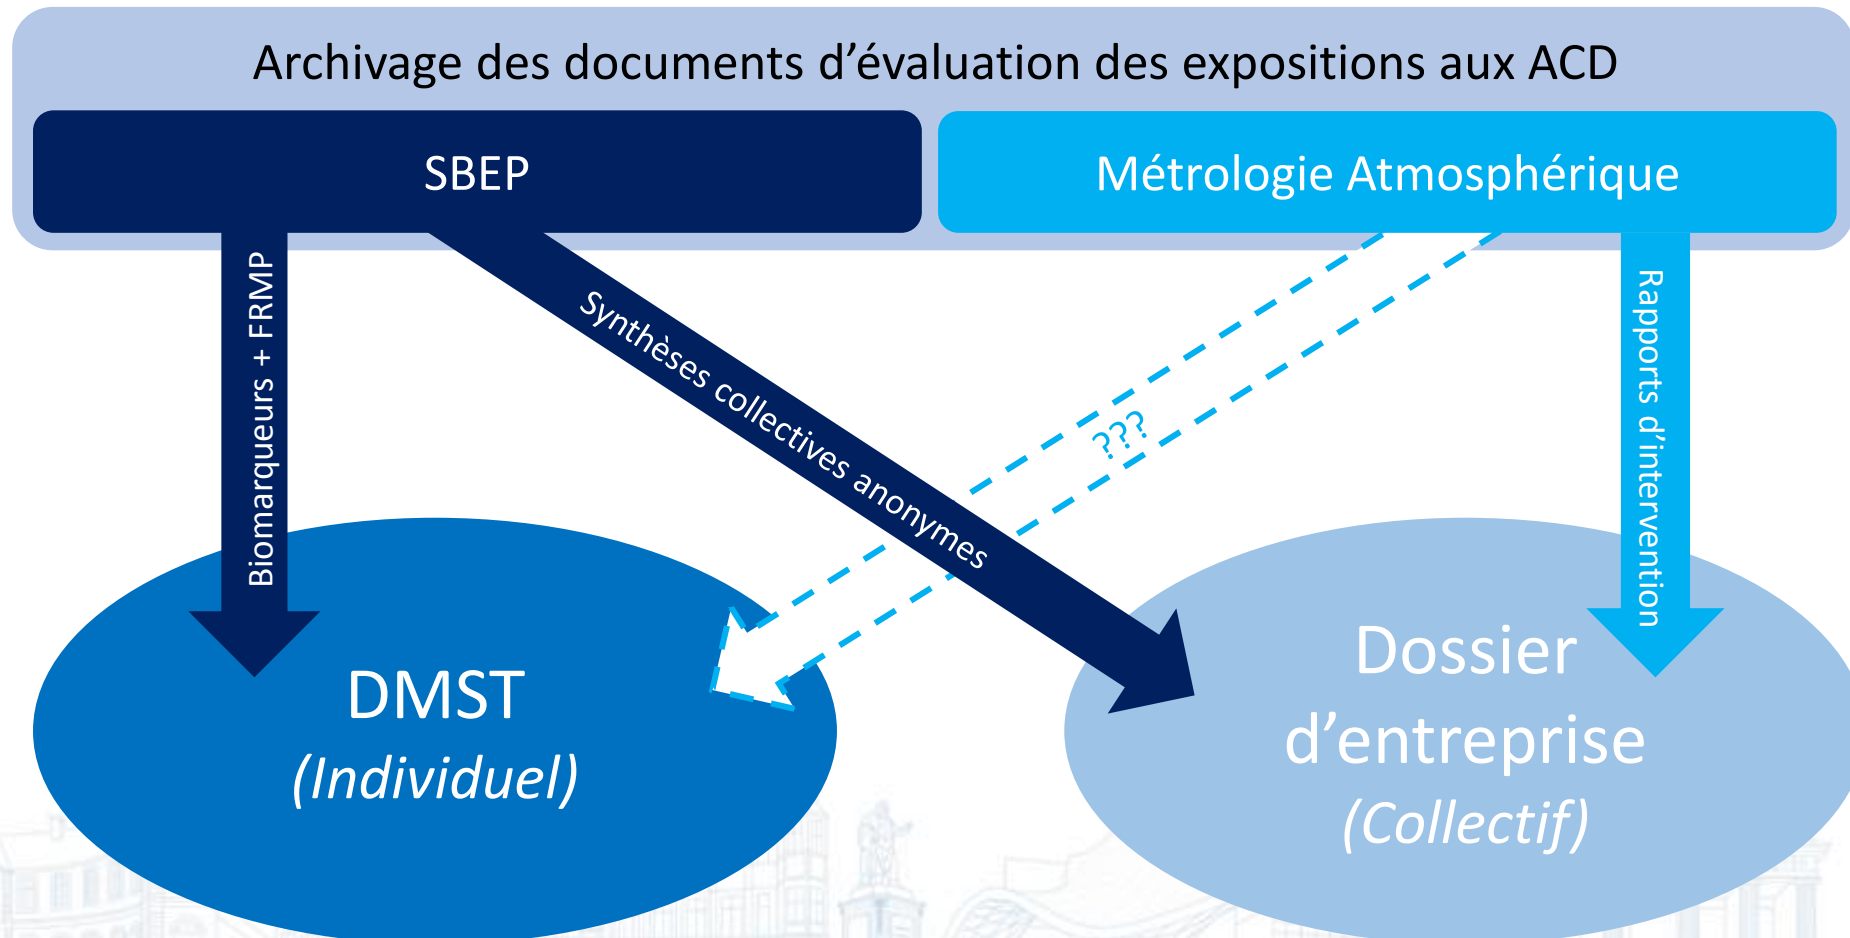 Archivage des documents d’évaluation des expositions aux ACD
SBEP
Métrologie Atmosphérique
Biomarqueurs + FRMP
Synthèses collectives anonymes
???
Rapports d’intervention
DMST
(Individuel)
Dossier
d’entreprise
(Collectif)